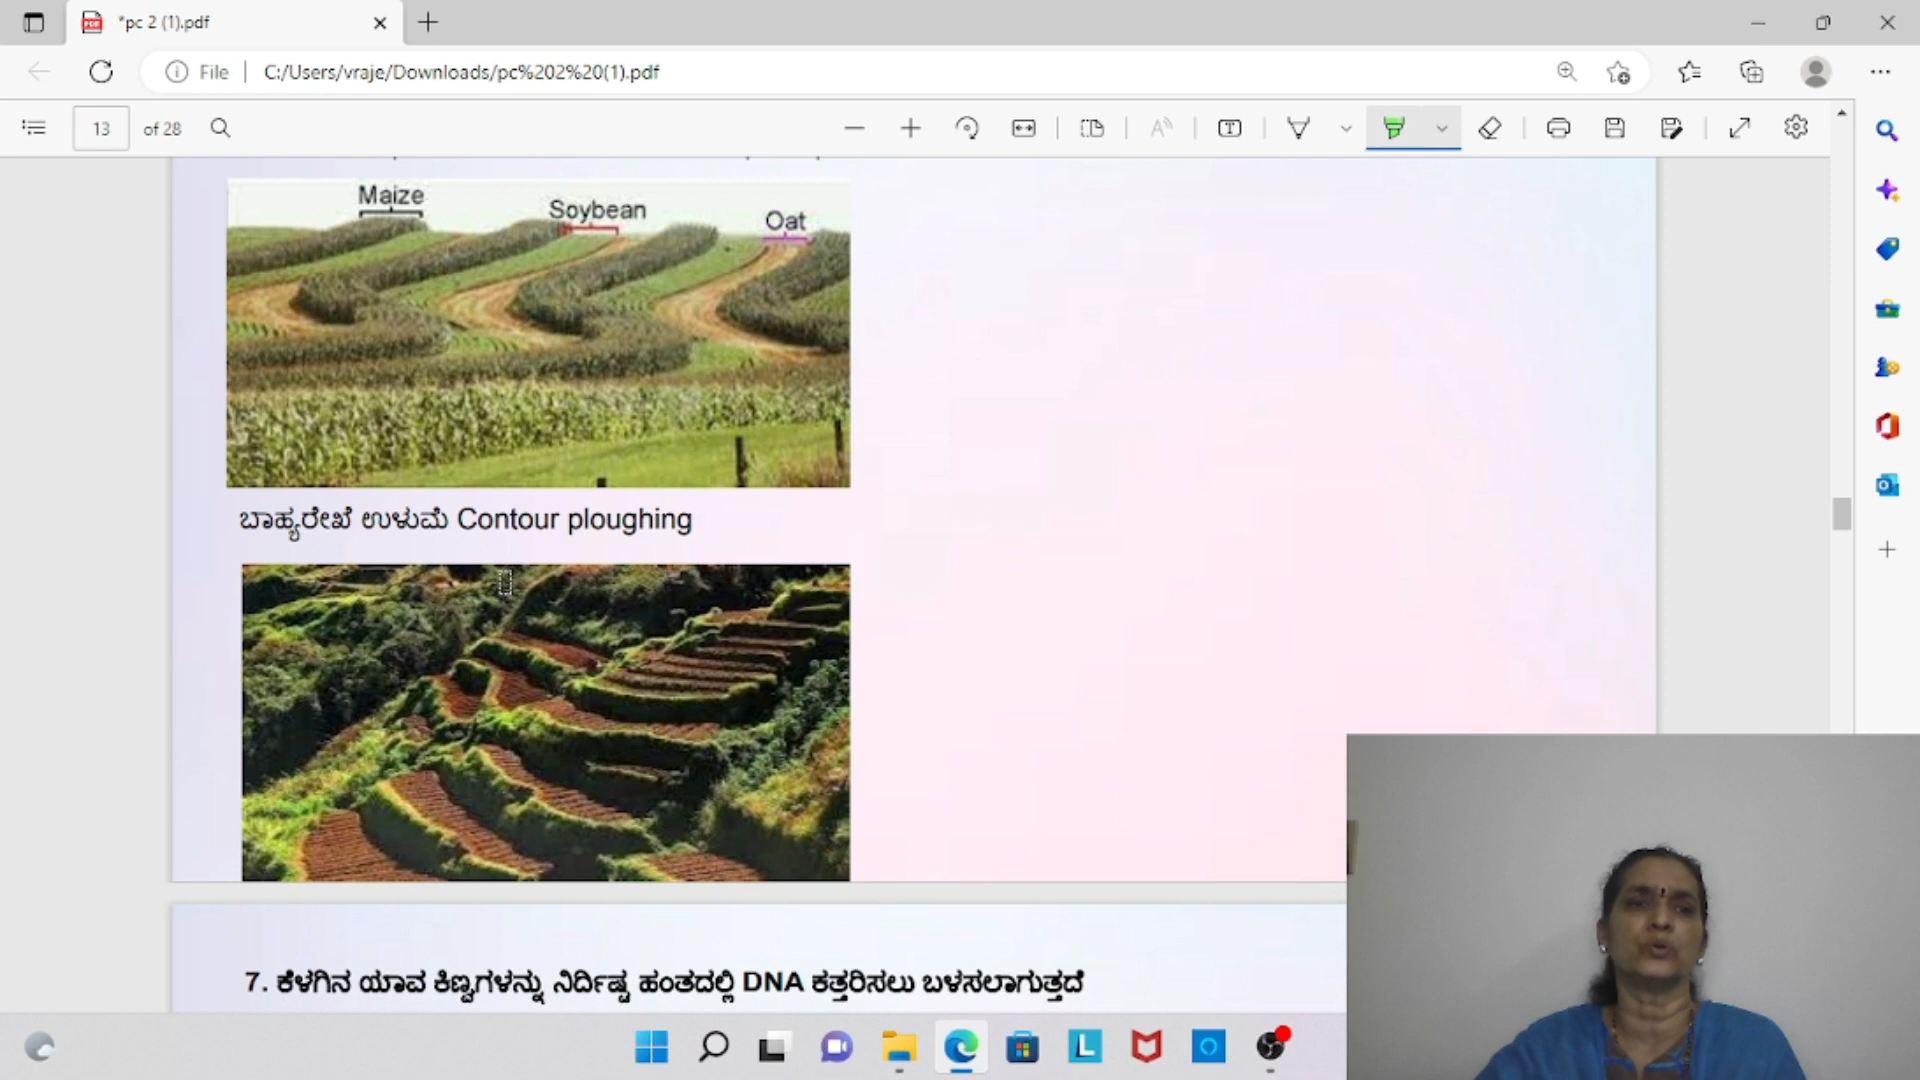 *pc 2 (1).pdf
File
C:/Users/vraje/Downloads/pc%202%20(1).pdf
13 of 28
Maize
Soybean
Oat
ಬಾಹ್ಯರೇಖೆ ಉಳುಮೆ Contour ploughing
7. ಕೆಳಗಿನ ಯಾವ ಕಿಣ್ವಗಳನ್ನು ನಿರ್ದಿಷ್ಟ ಹಂತದಲ್ಲಿ DNA ಕತ್ತರಿಸಲು ಬಳಸಲಾಗುತ್ತದೆ